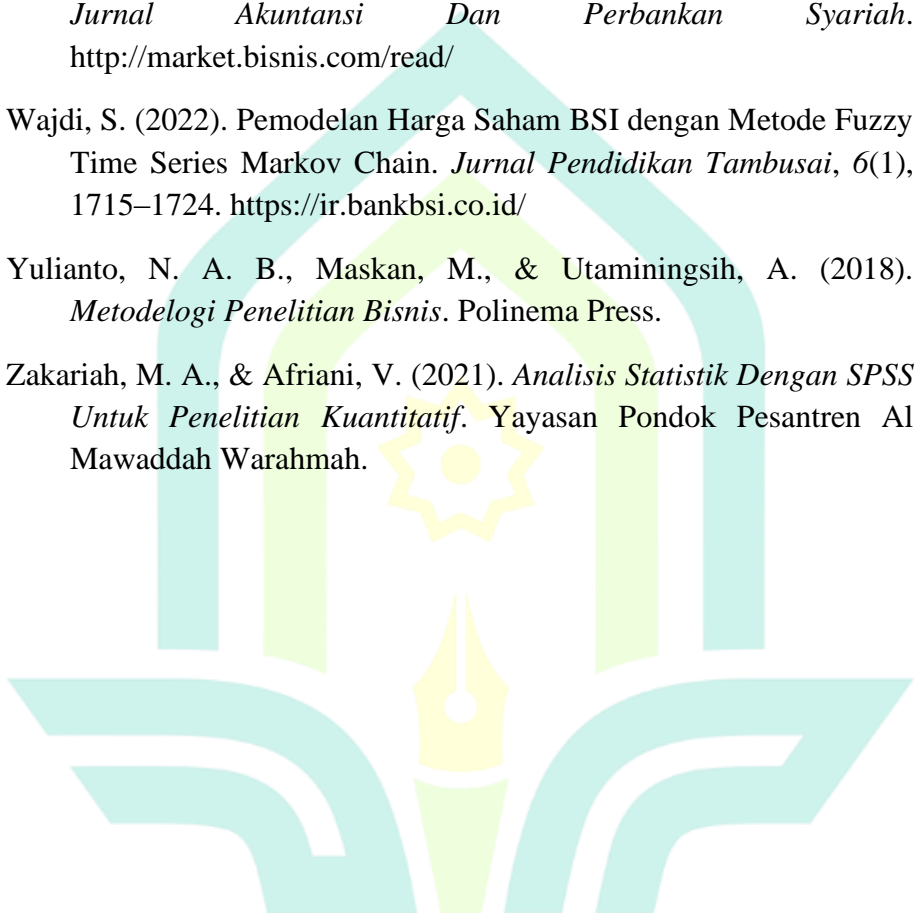 Jurnal Akuntansi Dan Perbankan Syariah.
http://market.bisnis.com/read/
Wajdi, S. (2022). Pemodelan Harga Saham BSI dengan Metode Fuzzy
Time Series Markov Chain. Jurnal Pendidikan Tambusai, 6(1),
1715–1724. https://ir.bankbsi.co.id/
Yulianto, N. A. B., Maskan, M., & Utaminingsih, A. (2018).
Metodelogi Penelitian Bisnis. Polinema Press.
Zakariah, M. A., & Afriani, V. (2021). Analisis Statistik Dengan SPSS
Untuk Penelitian Kuantitatif. Yayasan Pondok Pesantren Al
Mawaddah Warahmah.